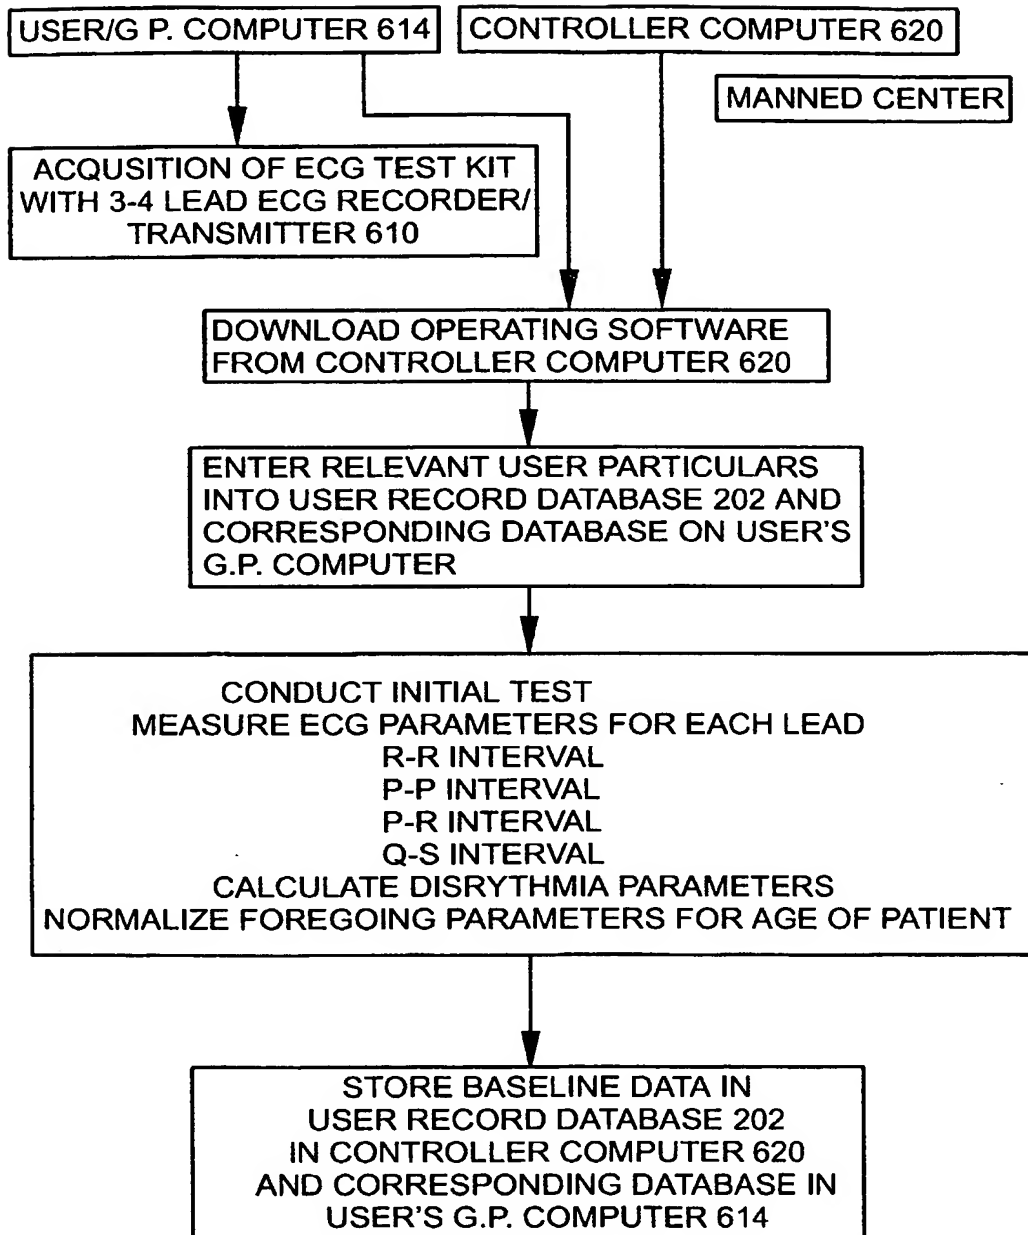 USER/G P. COMPUTER 614
CONTROLLER COMPUTER 620
MANNED CENTER
ACQUSITION OF ECG TEST KIT
WITH 3-4 LEAD ECG RECORDER/
TRANSMITTER 610
DOWNLOAD OPERATING SOFTWARE
FROM CONTROLLER COMPUTER 620
ENTER RELEVANT USER PARTICULARS
INTO USER RECORD DATABASE 202 AND
CORRESPONDING DATABASE ON USER'S
G.P. COMPUTER
CONDUCT INITIAL TEST
MEASURE ECG PARAMETERS FOR EACH LEAD
R-R INTERVAL
P-P INTERVAL
P-R INTERVAL
Q-S INTERVAL
CALCULATE DISRYTHMIA PARAMETERS
NORMALIZE FOREGOING PARAMETERS FOR AGE OF PATIENT
STORE BASELINE DATA IN
USER RECORD DATABASE 202
IN CONTROLLER COMPUTER 620
AND CORRESPONDING DATABASE IN
USER'S G.P. COMPUTER 614